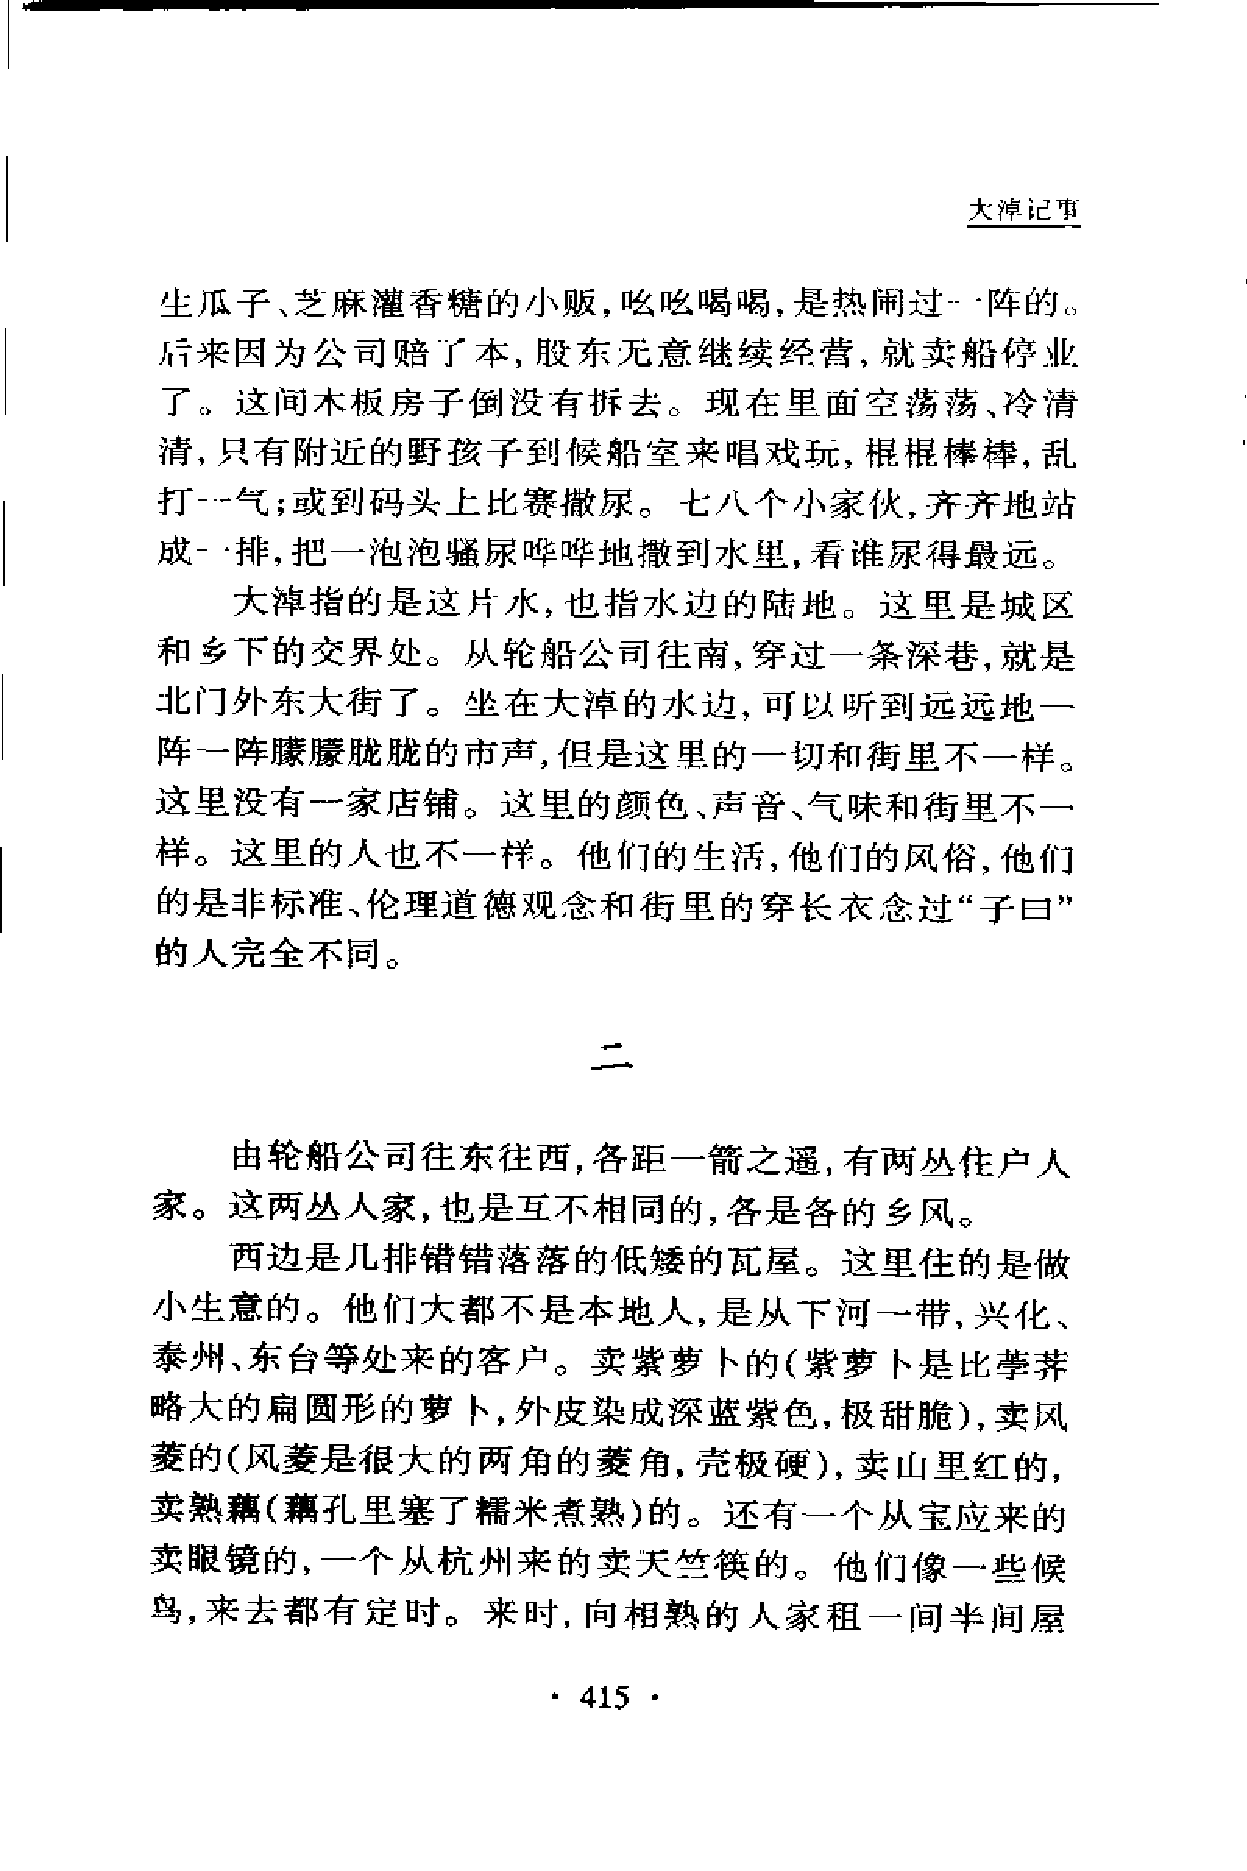 大淖记事
生瓜子、芝麻灌香糖的小贩,吆吆喝喝,是热闹过一阵的。
后来因为公司赔了本,股东无意继续经营,就卖船停业
了。这间木板房子倒没有拆去。现在里面空荡荡、冷清
清,只有附近的野孩子到候船室来唱戏玩,棍棍棒棒,乱
打一气;或到码头上比赛撒尿。七八个小家伙,齐齐地站
成一排,把一泡泡骚尿哗哗地撒到水里,看谁尿得最远。
大淖指的是这片水,也指水边的陆地。这里是城区
和乡下的交界处。从轮船公司往南,穿过一条深巷,就是
北门外东大街了。坐在大淖的水边,可以听到远远地一
阵一阵朦朦胧胧的市声,但是这里的一切和街里不一样。
这里没有一家店铺。这里的颜色、声音、气味和街里不一
样。这里的人也不一样。他们的生活,他们的风俗,他们
的是非标准、伦理道德观念和街里的穿长衣念过“子曰”
的人完全不同。
二
由轮船公司往东往西,各距一箭之遥,有两丛住户人
家。这两丛人家,也是互不相同的,各是各的乡风。
西边是几排错错落落的低矮的瓦屋。这里住的是做
小生意的。他们大都不是本地人,是从下河一带,兴化、
泰州、东台等处来的客户。卖紫萝卜的(紫萝卜是比荸荠
略大的扁圆形的萝卜,外皮染成深蓝紫色,极甜脆),卖风
菱的(风菱是很大的两角的菱角,壳极硬),卖山里红的,
卖熟藕(藕孔里塞了糯米煮熟)的。还有一个从宝应来的
卖眼镜的,一个从杭州来的卖天竺筷的。他们像一些候
鸟,来去都有定时。来时,向相熟的人家租一间半间屋
· 415 ·